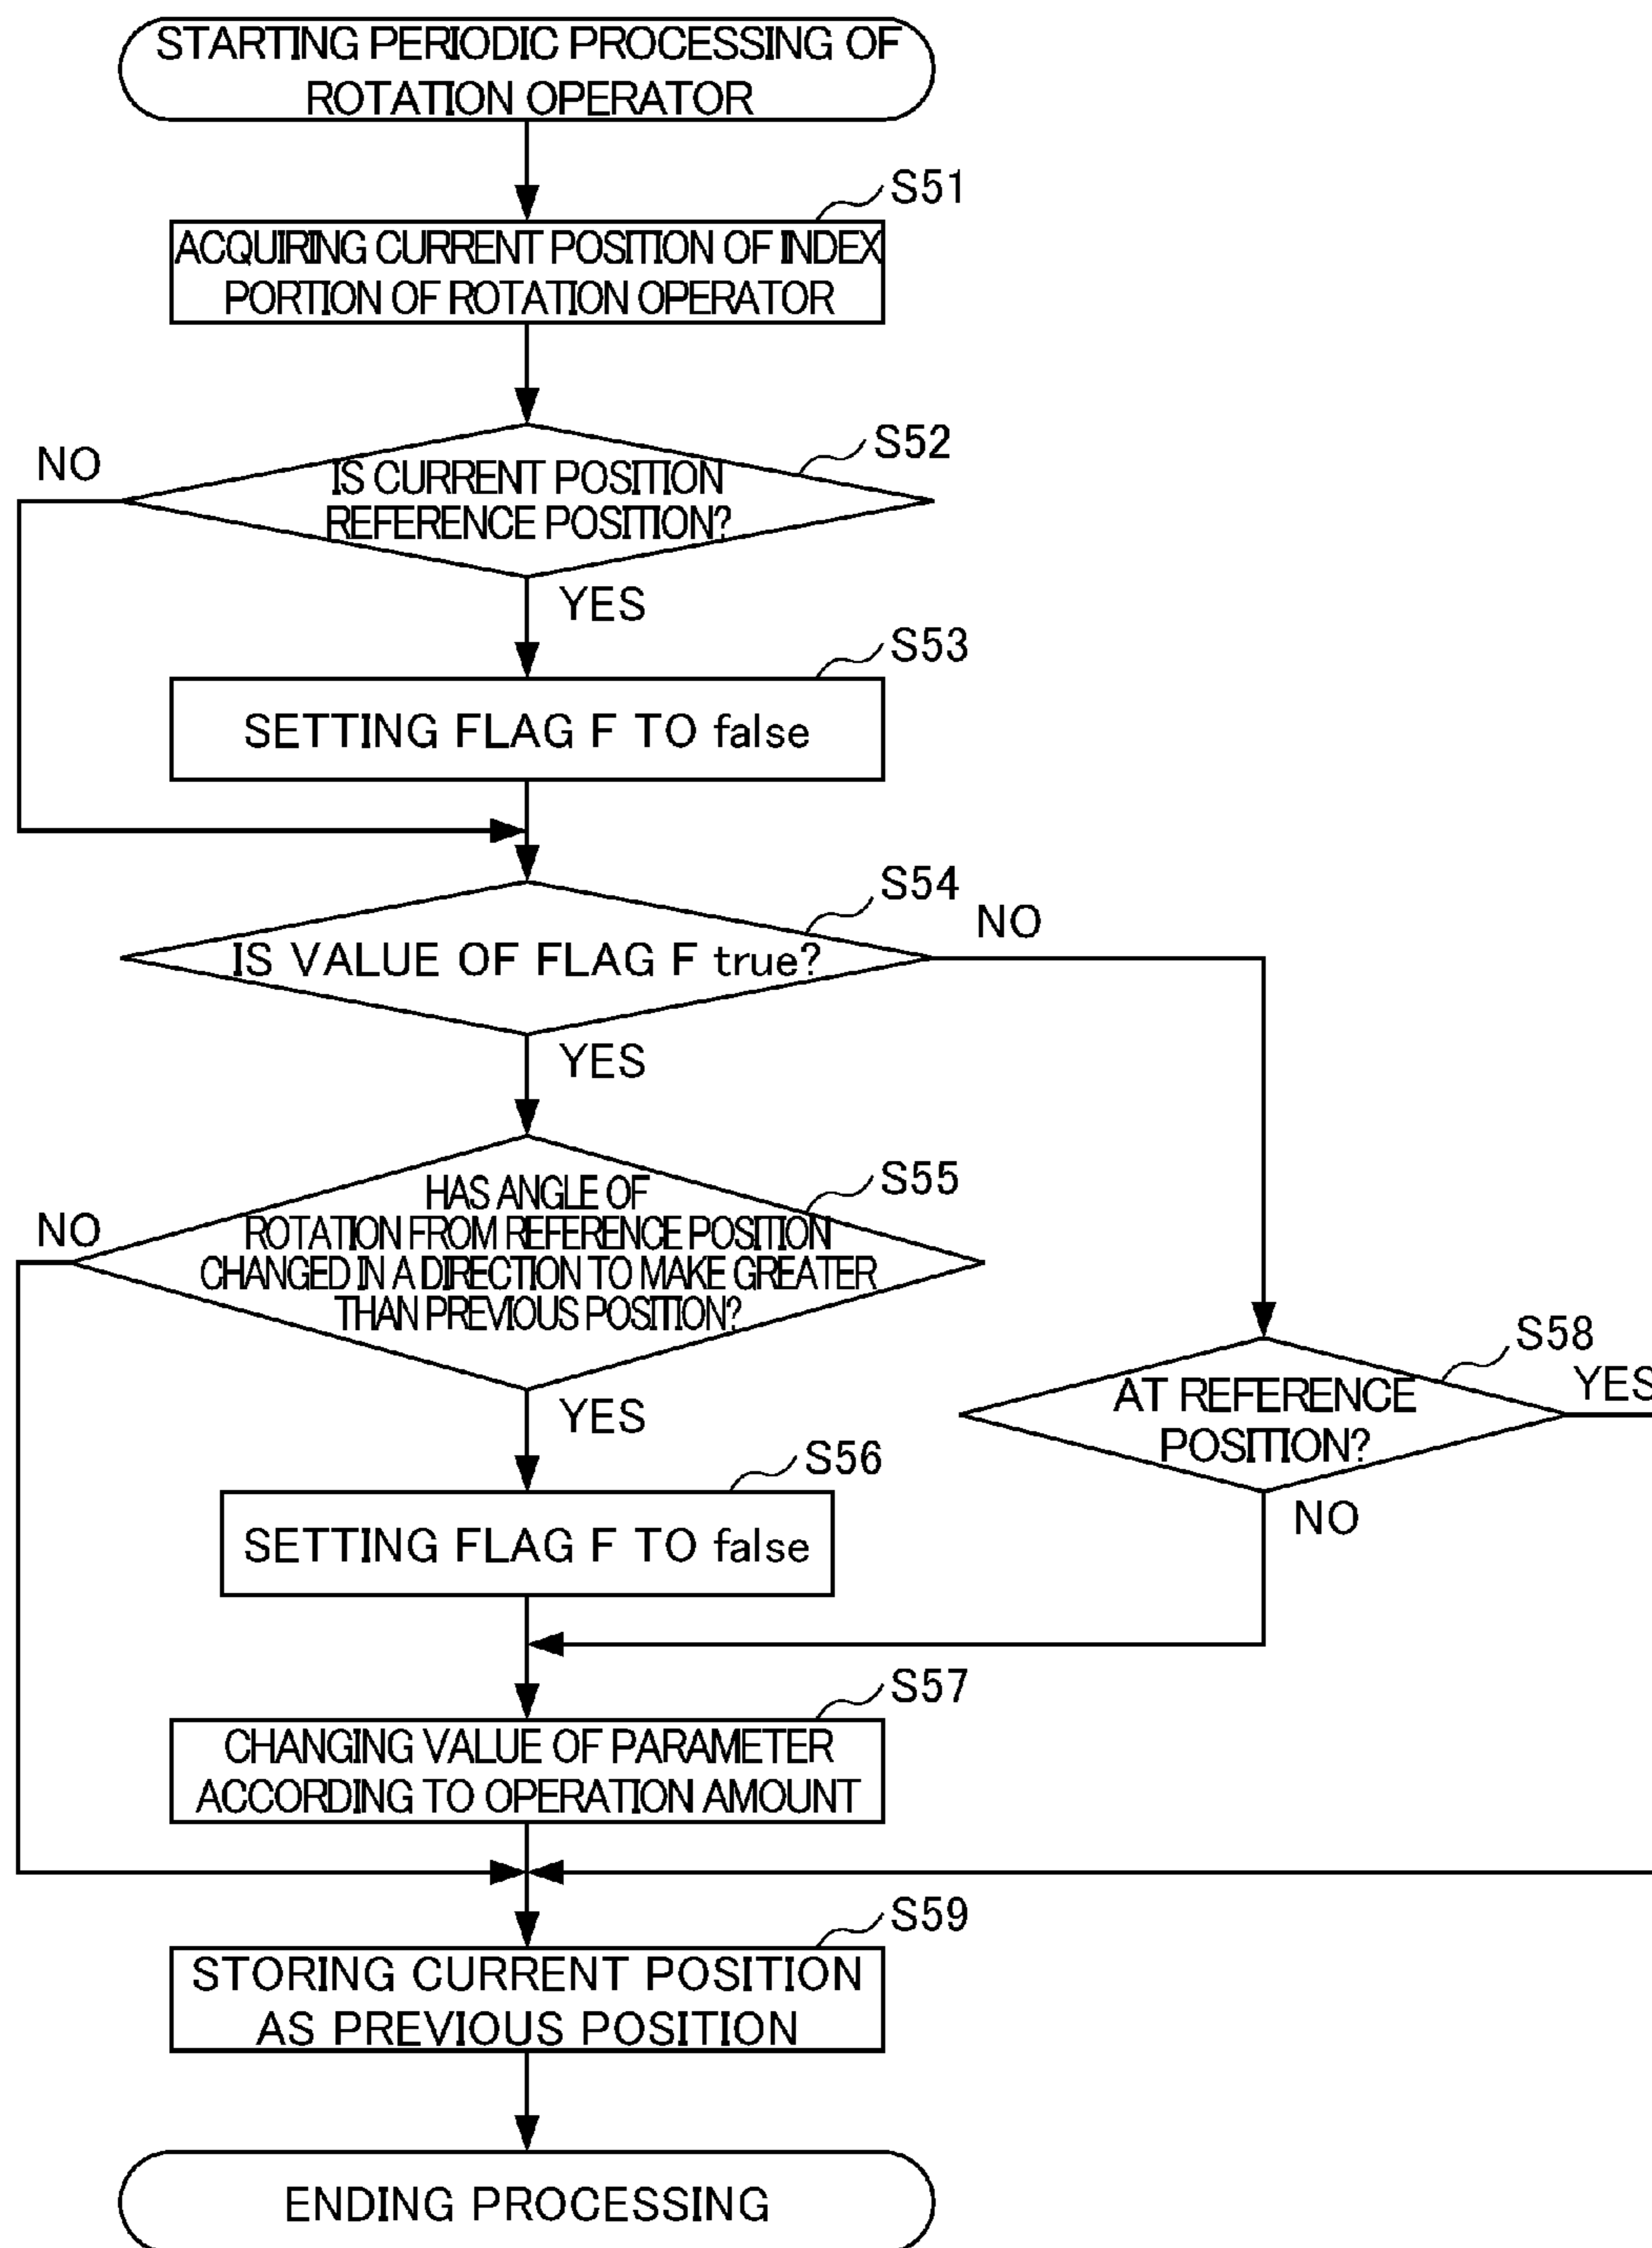 STARTING PERIODIC PROCESSING OF
ROTATION OPERATOR
S51
ACQUIRING CURRENT POSITION OF INDEX
PORTION OF ROTATION OPERATOR
S52
NO
IS CURRENT POSITION
REFERENCE POSITION?
YES
S53
SETTING FLAG F TO false
S54
NO
IS VALUE OF FLAG F true?
YES
S55
NO
HAS ANGLE OF
ROTATION FROM REFERENCE POSITION
CHANGED IN A DIRECTION TO MAKE GREATER
THAN PREVIOUS POSITION?
YES
S58
YES
AT REFERENCE
POSITION?
NO
S56
SETTING FLAG F TO false
S57
CHANGING VALUE OF PARAMETER
ACCORDING TO OPERATION AMOUNT
S59
STORING CURRENT POSITION
AS PREVIOUS POSITION
ENDING PROCESSING